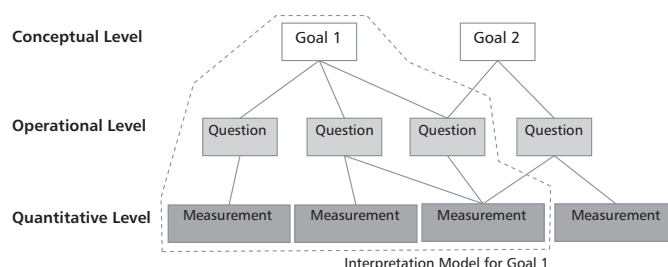 Conceptual Level
Goal 1
Goal 2
Operational Level
Question
Question
Question
Question
Quantitative Level
Measurement
Measurement
Measurement
Measurement
Interpretation Model for Goal 1